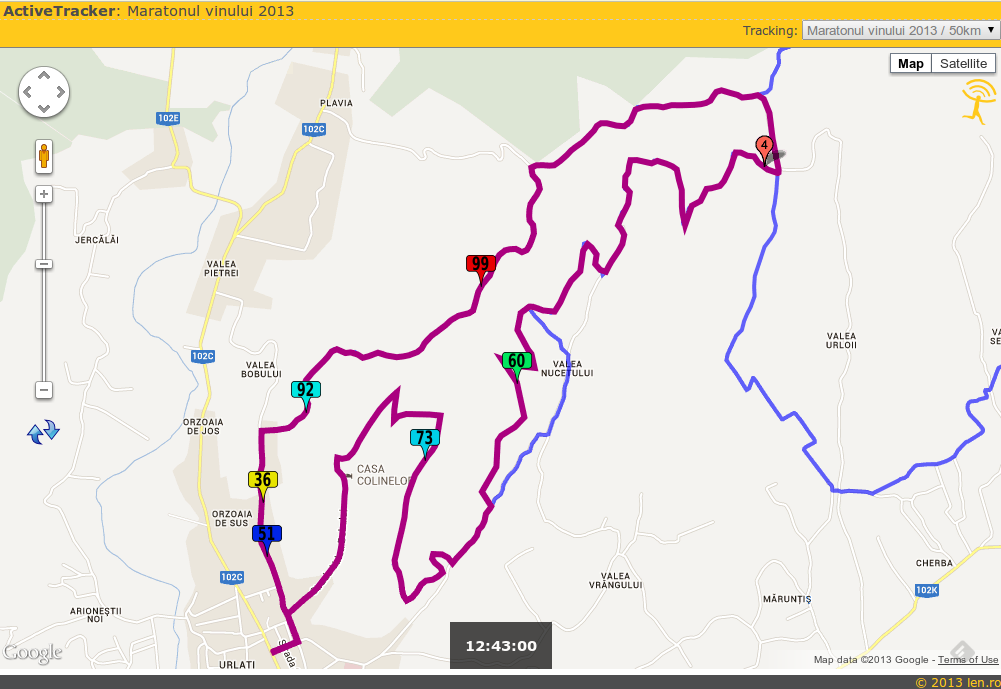 ActiveTracker: Maratonul vinului 2013
Tracking: Maratonul vinului 2013 / 50km
Map Satellite
PLAVIA
102E
102C
4
JERCĂLĂI
VALEA
PIETREI
99
VALEA
URLOII
VA
SE
102C
VALEA
BOBULUI
60
VALEA
NUCETULUI
92
ORZOAIA
DE JOS
73
CASA
COLINELOR
36
ORZOAIA
DE SUS
51
102C
VALEA
VRÂNGULUI
CHERBA
102K
MĂRUNȚIȘ
ARIONEȘTII
NOI
Strada
URLATI
12:43:00
Google
Map data ©2013 Google - Terms of Use
© 2013 len.ro